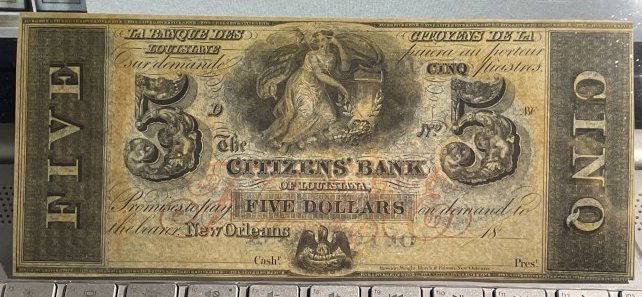 FIVE
LA BANQUE DES CITOYENS DE LA
LOUISIANE paiera au porteur
sur demande CINQ Piastres.
5 D No 5
The
CITIZENS' BANK
OF LOUISIANA,
Promises to pay FIVE DOLLARS on demand to
the bearer New Orleans 18
Cash.r Pres.t
CINQ